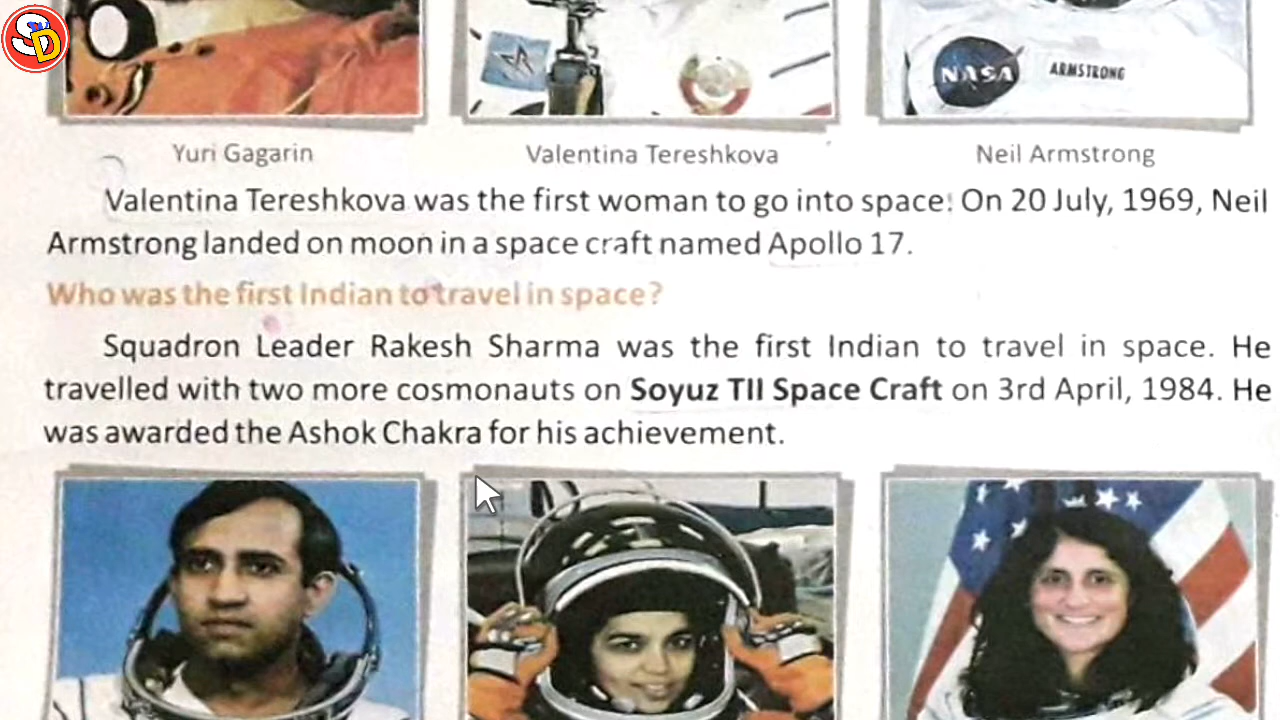 SD
NASA ARMSTRONG
Yuri Gagarin Valentina Tereshkova Neil Armstrong
Valentina Tereshkova was the first woman to go into space. On 20 July, 1969, Neil
Armstrong landed on moon in a space craft named Apollo 17.
Who was the first Indian to travel in space?
Squadron Leader Rakesh Sharma was the first Indian to travel in space. He
travelled with two more cosmonauts on Soyuz TII Space Craft on 3rd April, 1984. He
was awarded the Ashok Chakra for his achievement.